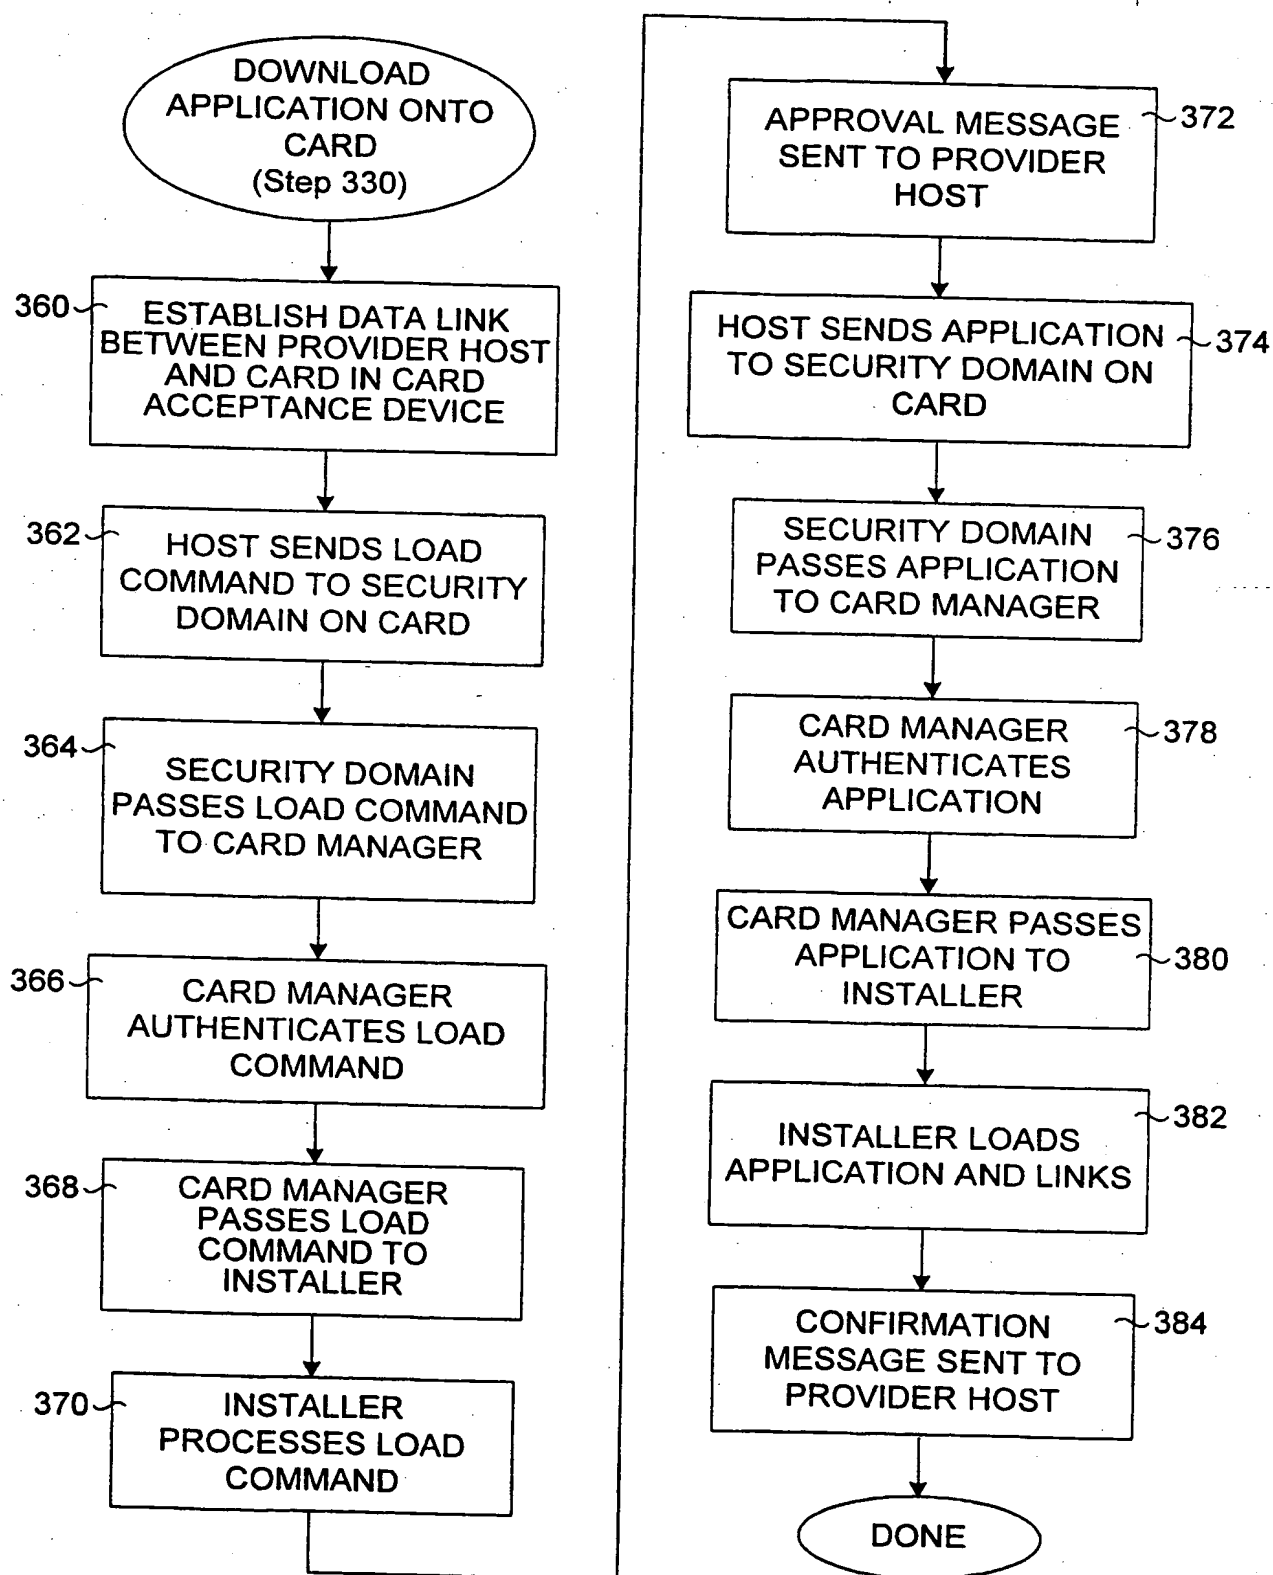 DOWNLOAD
APPLICATION ONTO
CARD
(Step 330)
360
ESTABLISH DATA LINK
BETWEEN PROVIDER HOST
AND CARD IN CARD
ACCEPTANCE DEVICE
362
HOST SENDS LOAD
COMMAND TO SECURITY
DOMAIN ON CARD
364
SECURITY DOMAIN
PASSES LOAD COMMAND
TO CARD MANAGER
366
CARD MANAGER
AUTHENTICATES LOAD
COMMAND
368
CARD MANAGER
PASSES LOAD
COMMAND TO
INSTALLER
370
INSTALLER
PROCESSES LOAD
COMMAND
372
APPROVAL MESSAGE
SENT TO PROVIDER
HOST
374
HOST SENDS APPLICATION
TO SECURITY DOMAIN ON
CARD
376
SECURITY DOMAIN
PASSES APPLICATION
TO CARD MANAGER
378
CARD MANAGER
AUTHENTICATES
APPLICATION
380
CARD MANAGER PASSES
APPLICATION TO
INSTALLER
382
INSTALLER LOADS
APPLICATION AND LINKS
384
CONFIRMATION
MESSAGE SENT TO
PROVIDER HOST
DONE